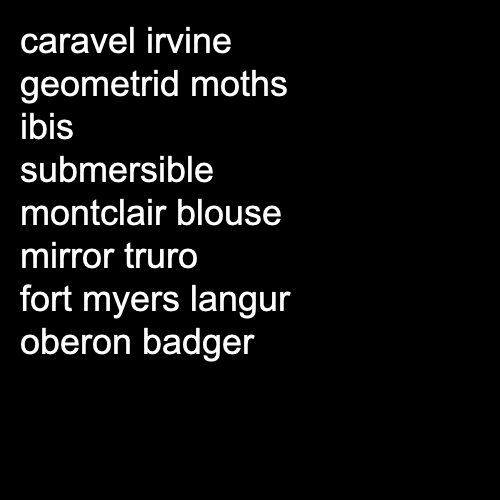 caravel irvine
geometrid moths
ibis
submersible
montclair blouse
mirror truro
fort myers langur
oberon badger